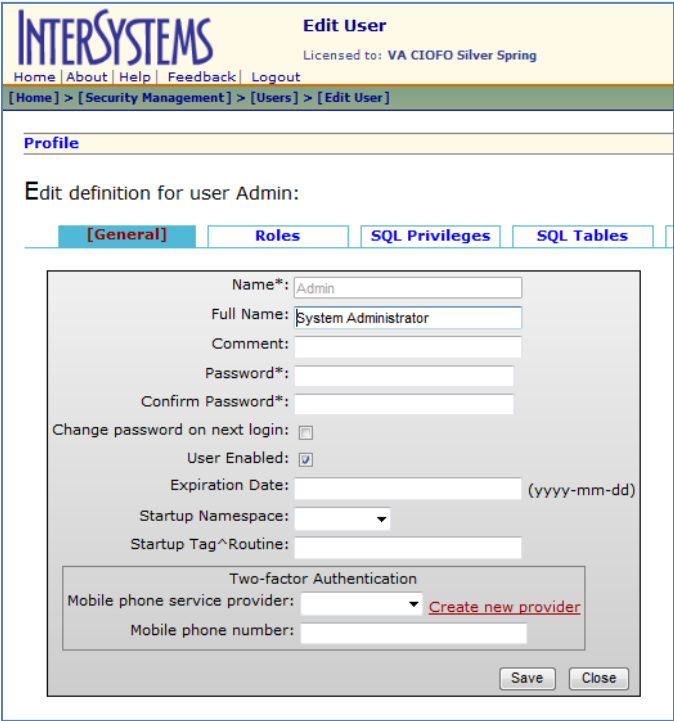 INTERSYSTEMS
Edit User
Licensed to: VA CIOFO Silver Spring
Home |About | Help | Feedback| Logout
[Home] > [Security Management] > [Users] > [Edit User]
Profile
Edit definition for user Admin:
[General] Roles SQL Privileges SQL Tables
Name*: Admin
Full Name: System Administrator
Comment:
Password*:
Confirm Password*:
Change password on next login:
User Enabled:
Expiration Date: (yyyy-mm-dd)
Startup Namespace:
Startup Tag^Routine:
Two-factor Authentication
Mobile phone service provider: Create new provider
Mobile phone number:
Save Close